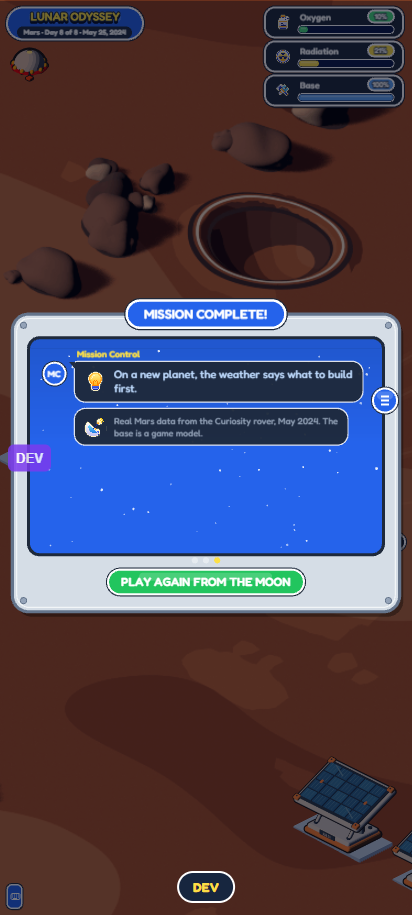 LUNAR ODYSSEY
Mars · Day 8 of 8 · May 25, 2024
Oxygen 10%
Radiation 21%
Base 100%
MISSION COMPLETE!
Mission Control
MC
On a new planet, the weather says what to build
first.
Real Mars data from the Curiosity rover, May 2024. The
base is a game model.
DEV
PLAY AGAIN FROM THE MOON
DEV